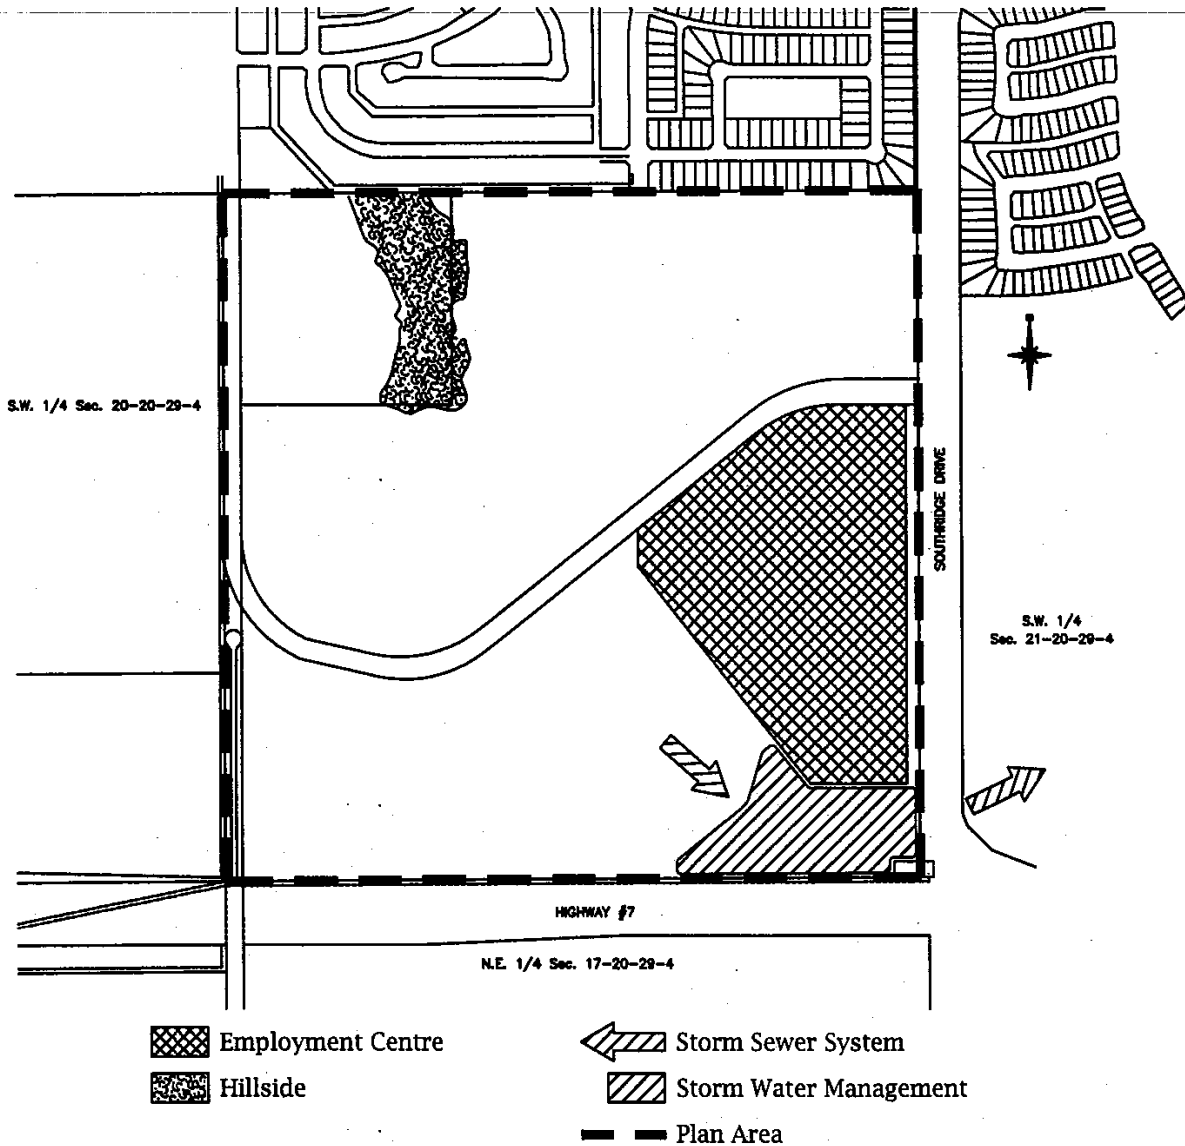 S.W. 1/4 Sec. 20-20-29-4
SOUTHRIDGE DRIVE
S.W. 1/4
Sec. 21-20-29-4
HIGHWAY #7
N.E. 1/4 Sec. 17-20-29-4
Employment Centre
Storm Sewer System
Hillside
Storm Water Management
Plan Area